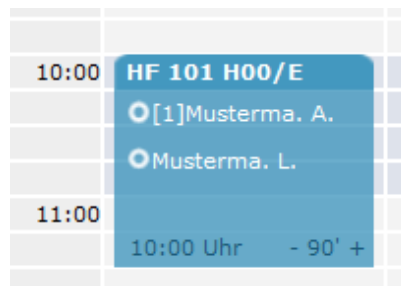 10:00 HF 101 H00/E
[1]Musterma. A.
Musterma. L.
11:00
10:00 Uhr - 90' +